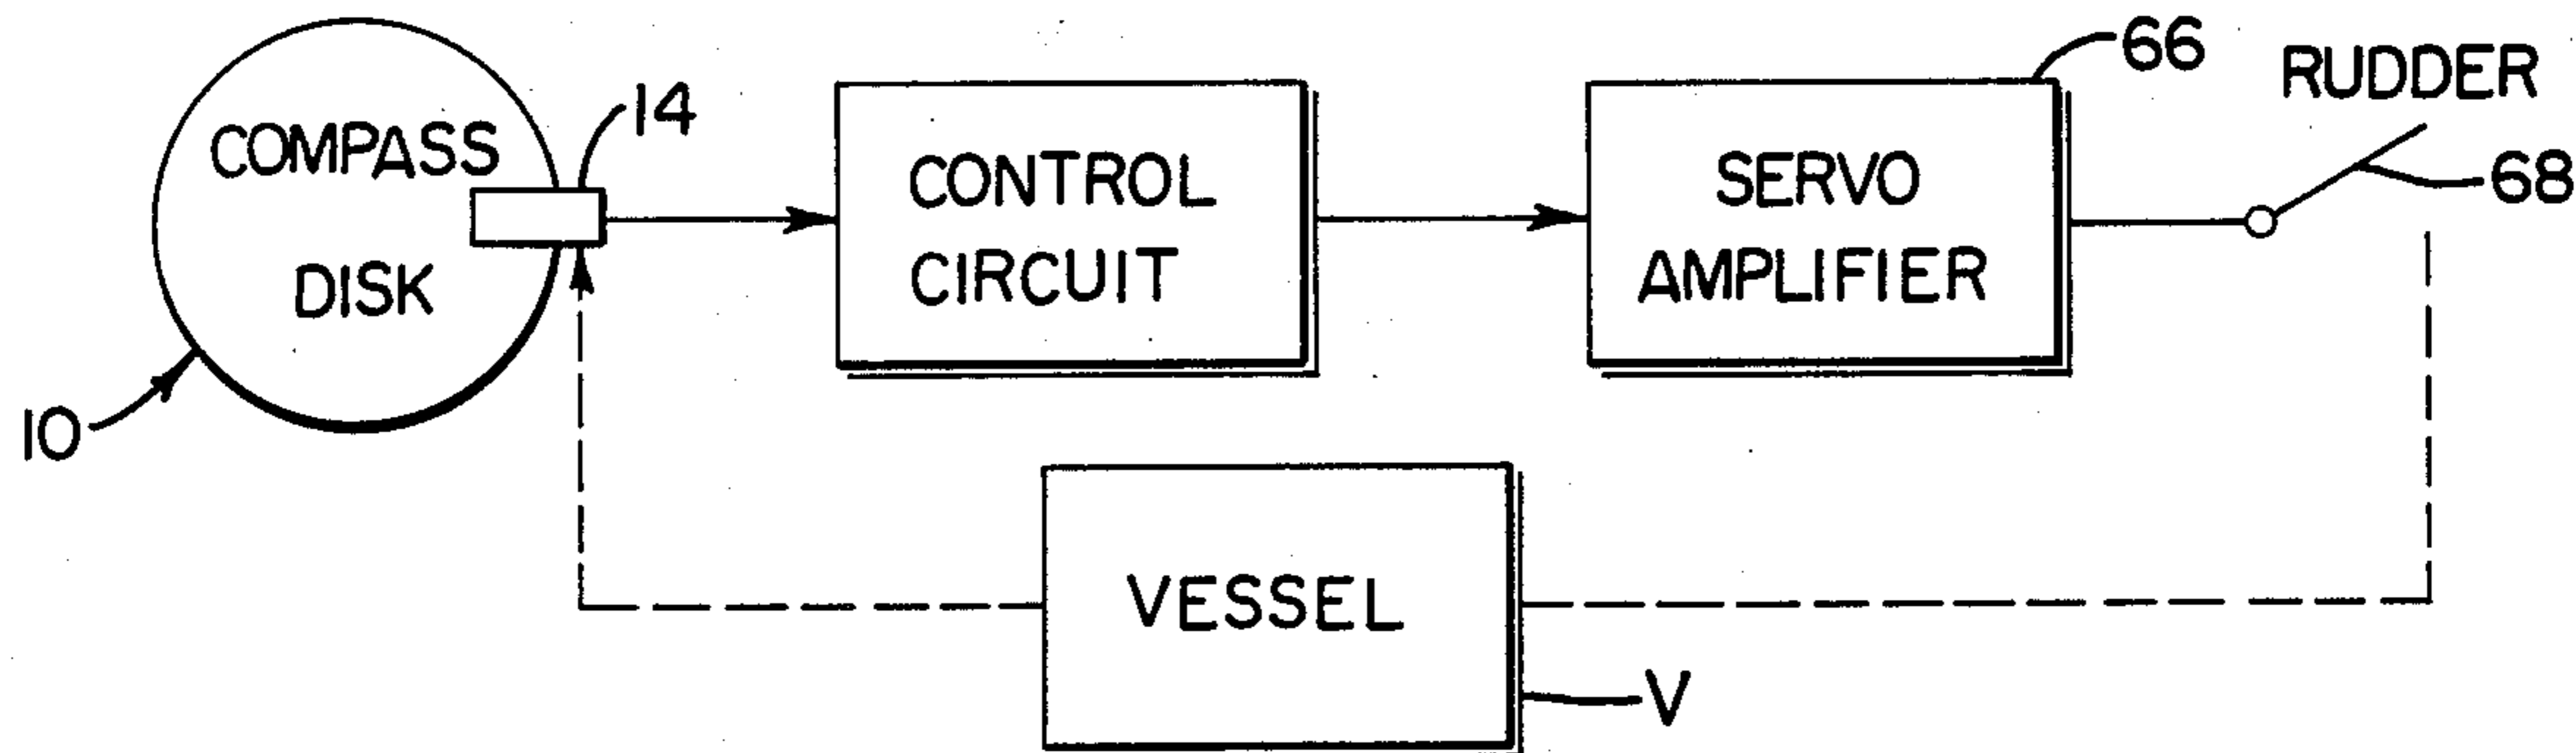 COMPASS
DISK
10
14
CONTROL
CIRCUIT
SERVO
AMPLIFIER
66
RUDDER
68
VESSEL
V